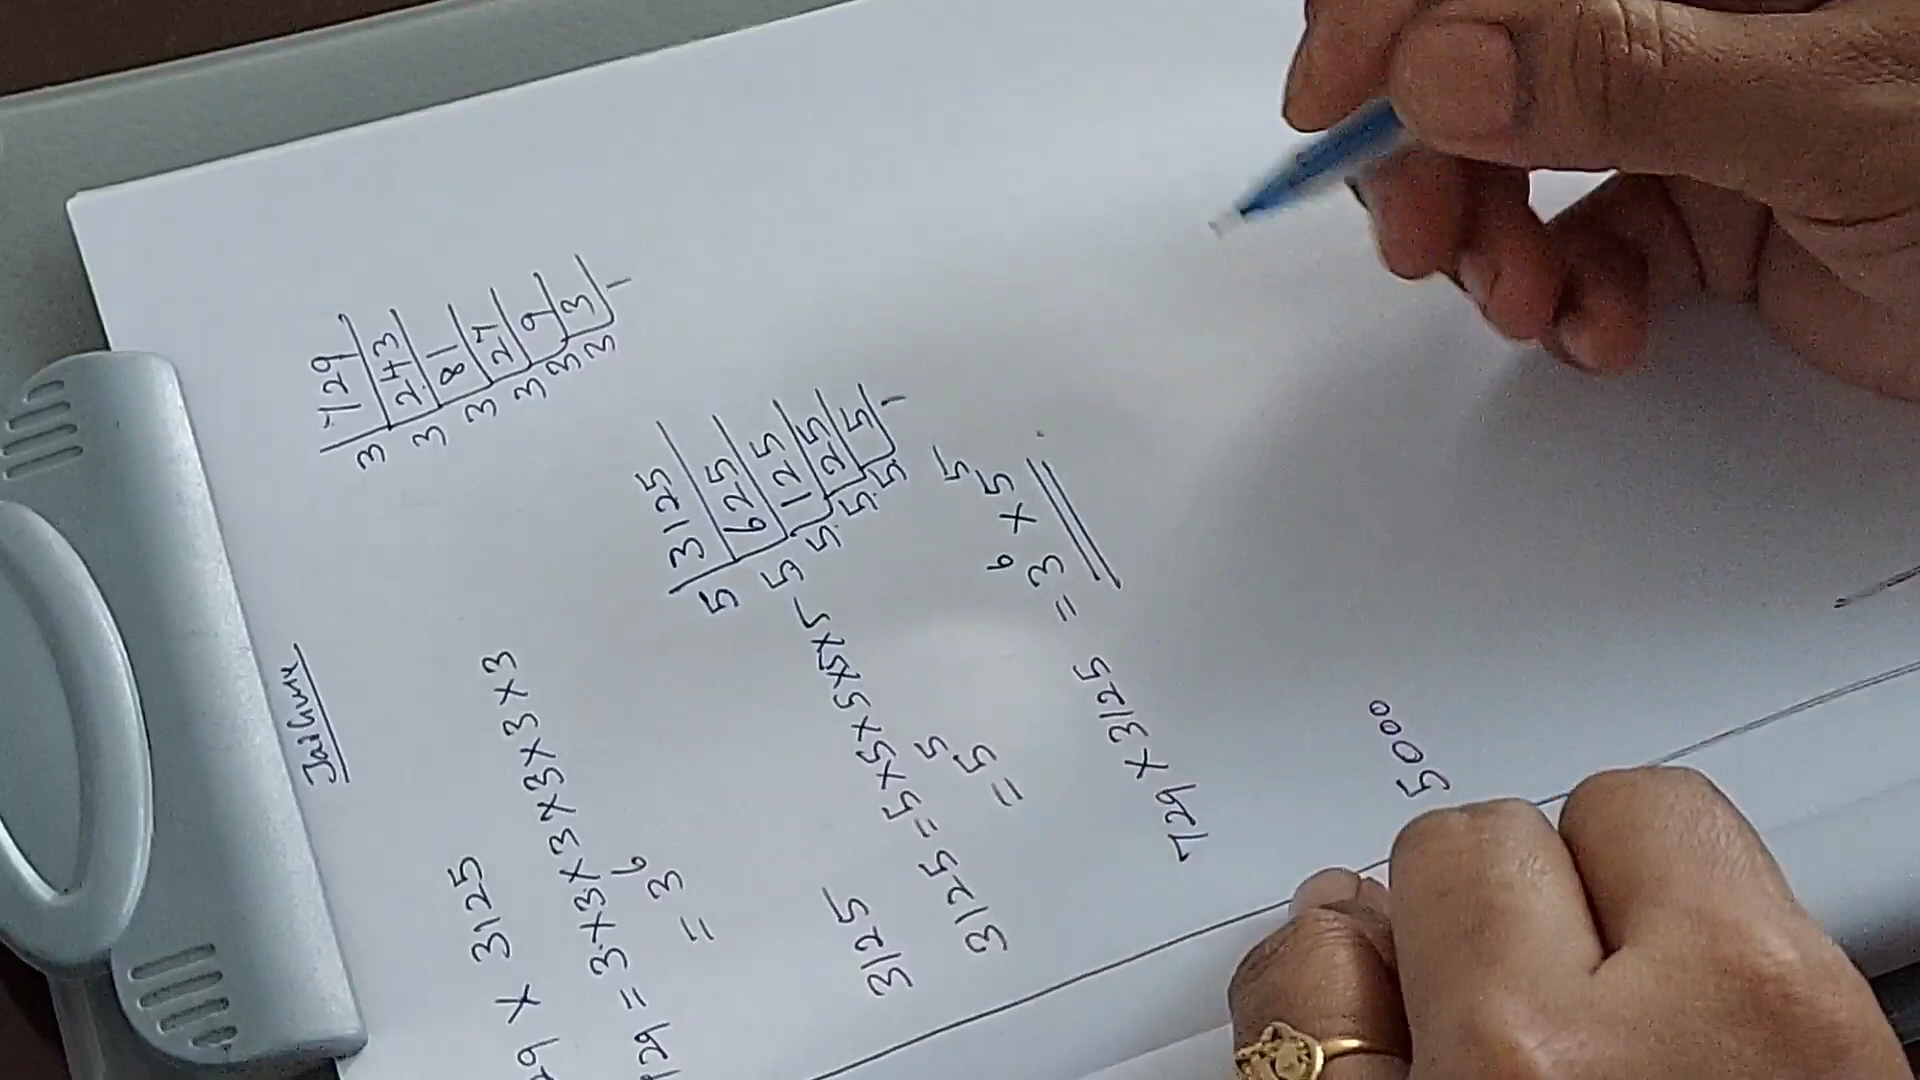 29 × 3125
729 = 3×3×3×3×3×3
= 3⁶
3 | 729
3 | 243
3 | 81
3 | 27
3 | 9
3 | 3
1
3125
3125 = 5×5×5×5×5
= 5⁵
5 | 3125
5 | 625
5 | 125
5 | 25
5 | 5
1
729 × 3125 = 3⁶ × 5⁵
5000